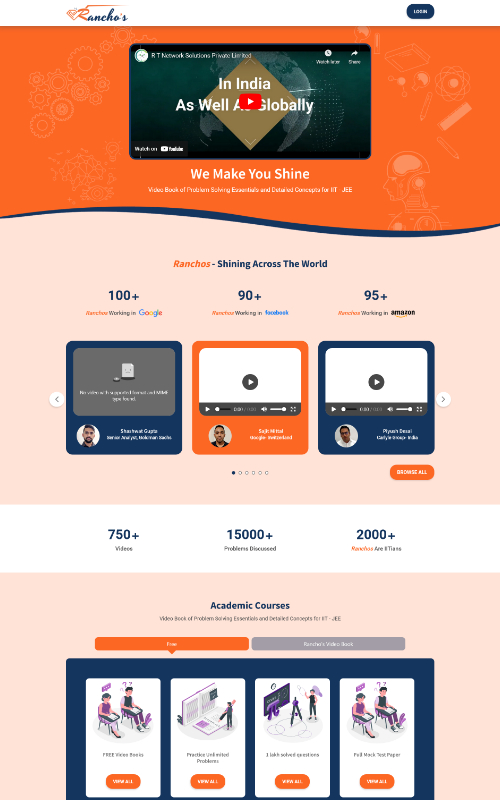 Rancho's
LOGIN
R T Network Solutions Private Limited
Watch later
Share
In India
As Well As Globally
Watch on YouTube
We Make You Shine
Video Book of Problem Solving Essentials and Detailed Concepts for IIT - JEE
Ranchos - Shining Across The World
100+
90+
95+
Ranchos Working in Google
Ranchos Working in facebook
Ranchos Working in amazon
No video with supported format and MIME type found.
0:00 / 0:00
0:00 / 0:00
Shashwat Gupta
Senior Analyst, Goldman Sachs
Sajit Mittal
Google- Switzerland
Piyush Desai
Carlyle Group- India
BROWSE ALL
750+
15000+
2000+
Videos
Problems Discussed
Ranchos Are IITians
Academic Courses
Video Book of Problem Solving Essentials and Detailed Concepts for IIT - JEE
Free
Rancho's Video Book
FREE Video Books
Practice Unlimited Problems
1 lakh solved questions
Full Mock Test Paper
VIEW ALL
VIEW ALL
VIEW ALL
VIEW ALL